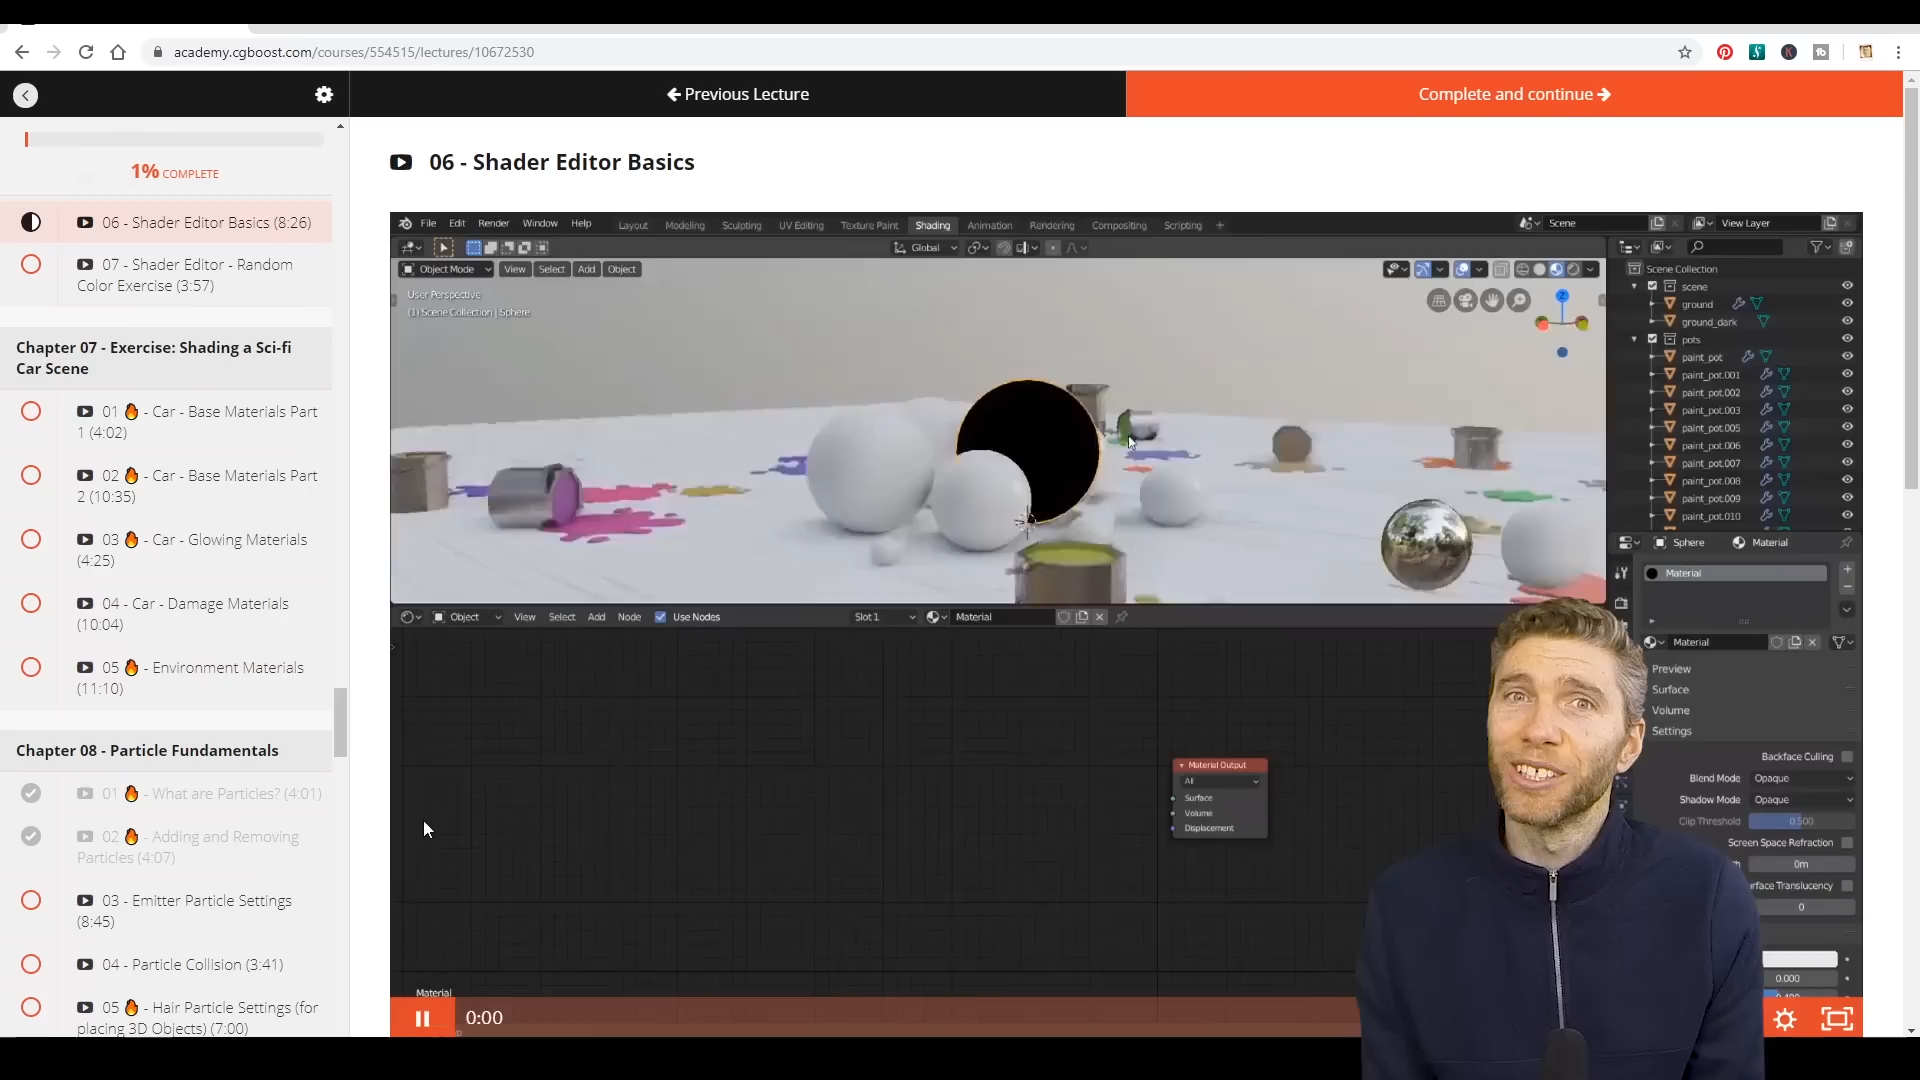 academy.cgboost.com/courses/554515/lectures/10672530
Previous Lecture
Complete and continue
1% COMPLETE
06 - Shader Editor Basics (8:26)
07 - Shader Editor - Random
Color Exercise (3:57)
Chapter 07 - Exercise: Shading a Sci-fi
Car Scene
01 🔥 - Car - Base Materials Part
1 (4:02)
02 🔥 - Car - Base Materials Part
2 (10:35)
03 🔥 - Car - Glowing Materials
(4:25)
04 - Car - Damage Materials
(10:04)
05 🔥 - Environment Materials
(11:10)
Chapter 08 - Particle Fundamentals
01 🔥 - What are Particles? (4:01)
02 🔥 - Adding and Removing
Particles (4:07)
03 - Emitter Particle Settings
(8:45)
04 - Particle Collision (3:41)
05 🔥 - Hair Particle Settings (for
placing 3D Objects) (7:00)
06 - Shader Editor Basics
File Edit Render Window Help Layout Modeling Sculpting UV Editing Texture Paint Shading Animation Rendering Compositing Scripting + Scene View Layer
Global
Object Mode View Select Add Object
User Perspective
(1) Scene Collection | Sphere
Z
Scene Collection
scene
ground
ground_dark
pots
paint_pot
paint_pot.001
paint_pot.002
paint_pot.003
paint_pot.005
paint_pot.006
paint_pot.007
paint_pot.008
paint_pot.009
paint_pot.010
Sphere Material
Material
Material
Preview
Surface
Volume
Settings
Backface Culling
Blend Mode Opaque
Shadow Mode Opaque
Clip Threshold 0.500
Screen Space Refraction
0m
rface Translucency
0
0.000
Object View Select Add Node Use Nodes Slot 1 Material
Material Output
All
Surface
Volume
Displacement
Material
0:00